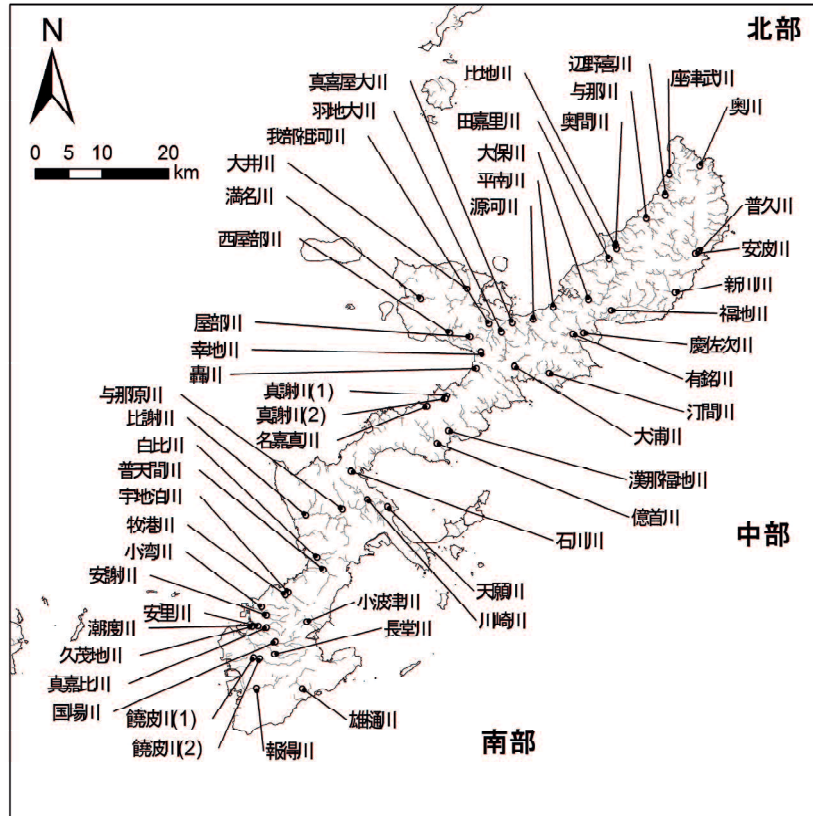 北部
N
0 5 10 20
km
真喜屋大川
羽地大川
我部祖河川
大井川
満名川
西屋部川
屋部川
幸地川
轟川
比地川
田嘉里川
大保川
平南川
源河川
辺野喜川
与那川
奥間川
座津武川
奥川
普久川
安波川
新川川
福地川
慶佐次川
有銘川
汀間川
大浦川
漢那福地川
億首川
石川川
中部
天願川
川崎川
真謝川(1)
真謝川(2)
名嘉真川
与那原川
比謝川
白比川
普天間川
宇地泊川
牧港川
小湾川
安謝川
安里川
潮渡川
久茂地川
真嘉比川
国場川
饒波川(1)
饒波川(2)
報得川
雄樋川
長堂川
小波津川
南部